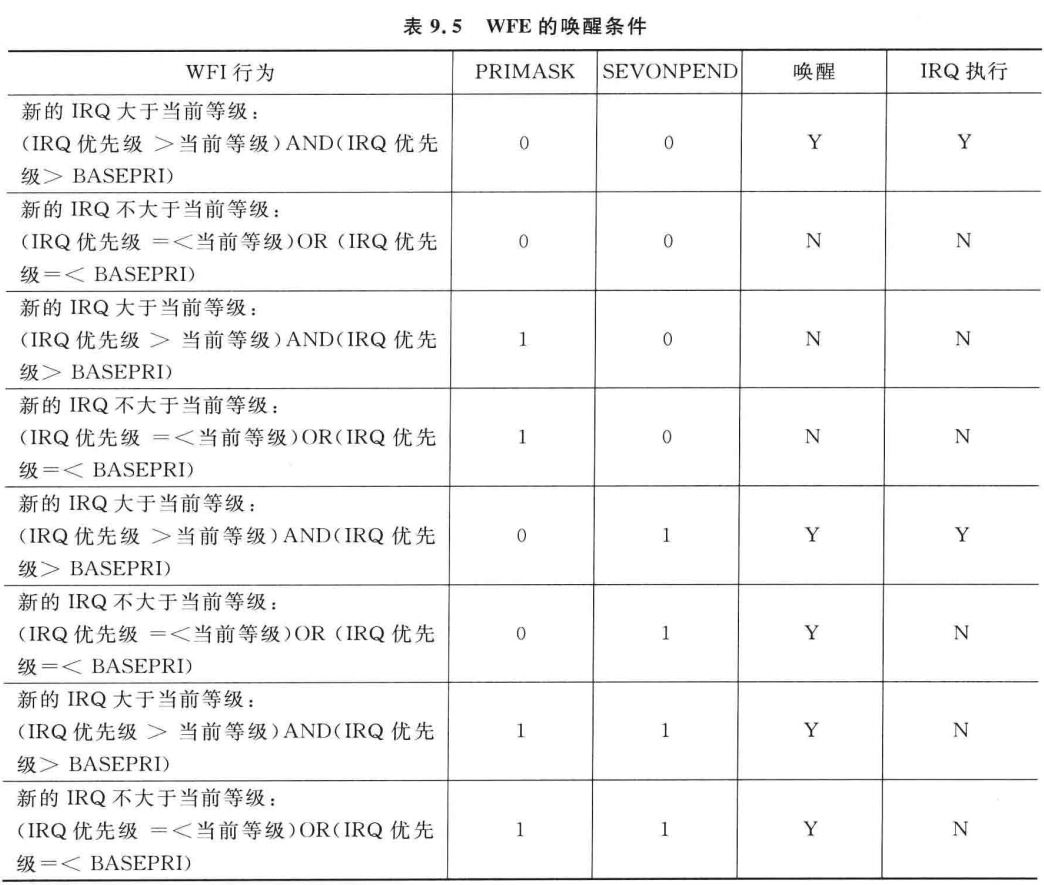 表 9.5 WFE 的唤醒条件
WFI 行为 PRIMASK SEVONPEND 唤醒 IRQ 执行
新的 IRQ 大于当前等级：
(IRQ 优先级 ＞当前等级)AND(IRQ 优先 0 0 Y Y
级＞ BASEPRI)
新的 IRQ 不大于当前等级：
(IRQ 优先级 =＜当前等级)OR (IRQ 优先 0 0 N N
级=＜ BASEPRI)
新的 IRQ 大于当前等级：
(IRQ 优先级 ＞ 当前等级)AND(IRQ 优先 1 0 N N
级＞ BASEPRI)
新的 IRQ 不大于当前等级：
(IRQ 优先级 =＜当前等级)OR(IRQ 优先 1 0 N N
级=＜ BASEPRI)
新的 IRQ 大于当前等级：
(IRQ 优先级 ＞当前等级)AND(IRQ 优先 0 1 Y Y
级＞ BASEPRI)
新的 IRQ 不大于当前等级：
(IRQ 优先级 =＜当前等级)OR (IRQ 优先 0 1 Y N
级=＜ BASEPRI)
新的 IRQ 大于当前等级：
(IRQ 优先级 ＞ 当前等级)AND(IRQ 优先 1 1 Y N
级＞ BASEPRI)
新的 IRQ 不大于当前等级：
(IRQ 优先级 =＜当前等级)OR(IRQ 优先 1 1 Y N
级=＜ BASEPRI)